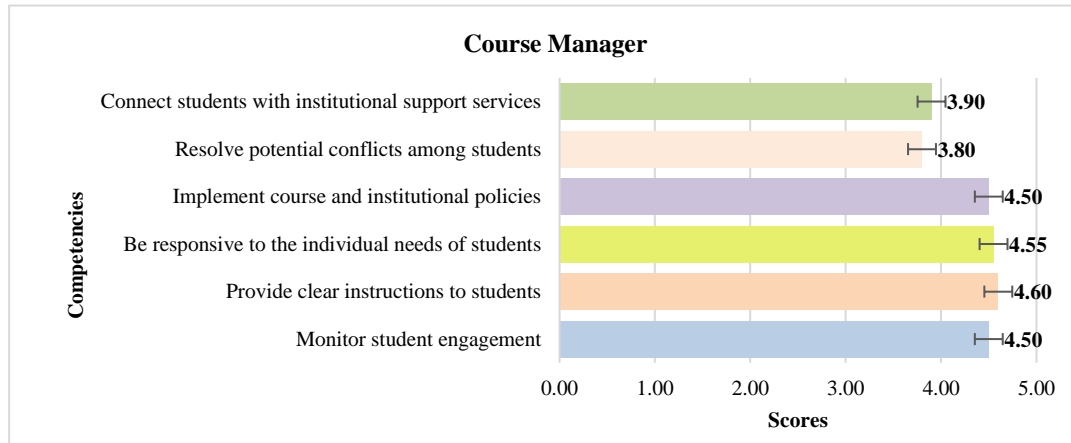 Course Manager
Competencies
Connect students with institutional support services
3.90
Resolve potential conflicts among students
3.80
Implement course and institutional policies
4.50
Be responsive to the individual needs of students
4.55
Provide clear instructions to students
4.60
Monitor student engagement
4.50
0.00 1.00 2.00 3.00 4.00 5.00
Scores